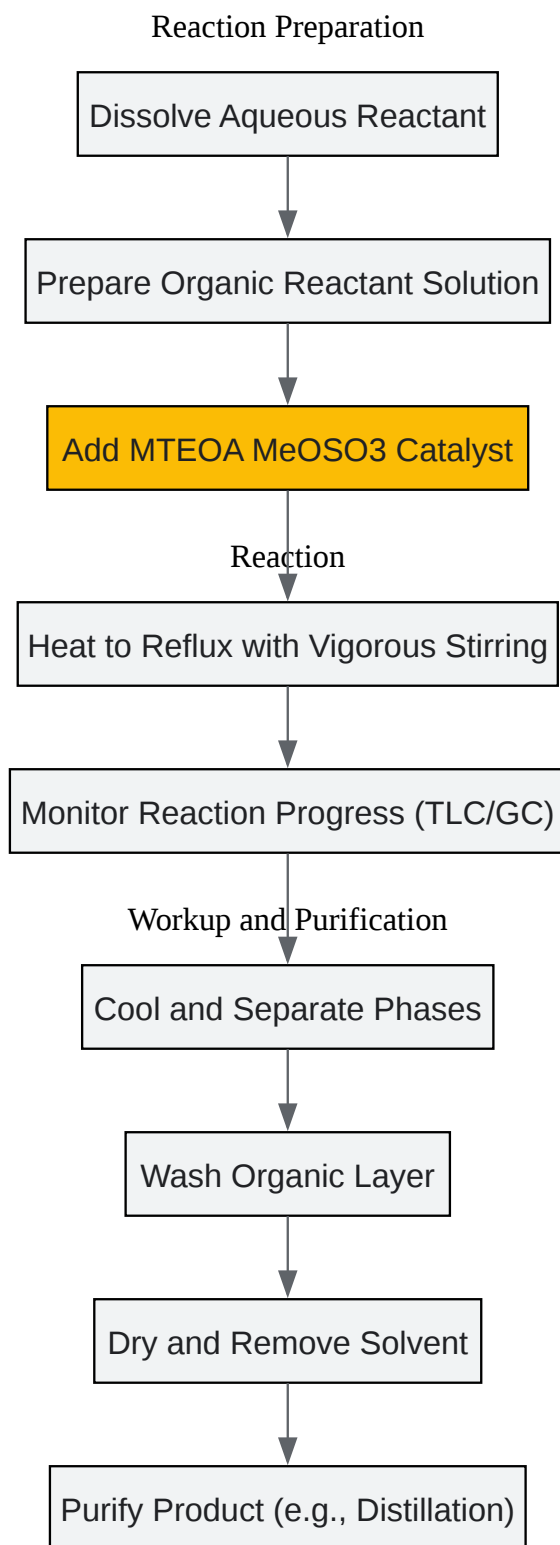 Reaction Preparation
Dissolve Aqueous Reactant
Prepare Organic Reactant Solution
Add MTEOA MeOSO3 Catalyst
Reaction
Heat to Reflux with Vigorous Stirring
Monitor Reaction Progress (TLC/GC)
Workup and Purification
Cool and Separate Phases
Wash Organic Layer
Dry and Remove Solvent
Purify Product (e.g., Distillation)